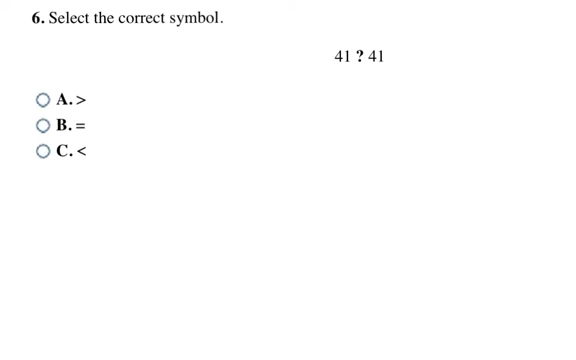 6. Select the correct symbol.
41 ? 41
A. >
B. =
C. <